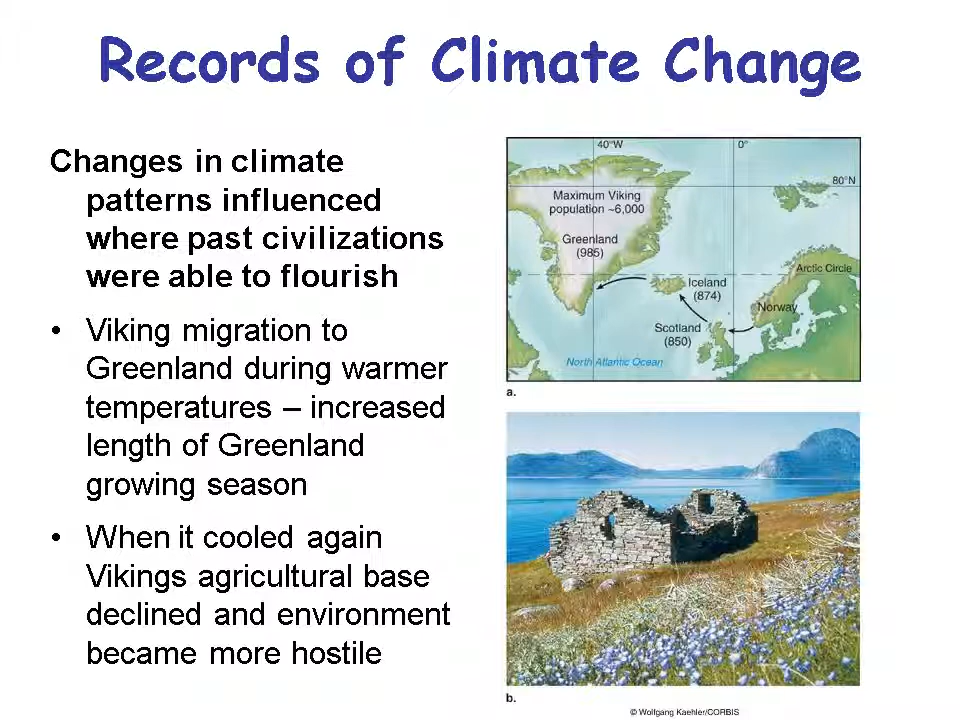 Records of Climate Change
Changes in climate
patterns influenced
where past civilizations
were able to flourish
• Viking migration to
Greenland during warmer
temperatures – increased
length of Greenland
growing season
• When it cooled again
Vikings agricultural base
declined and environment
became more hostile
40°W
0°
80°N
Maximum Viking
population ~6,000
Greenland
(985)
Arctic Circle
Iceland
(874)
Norway
Scotland
(850)
North Atlantic Ocean
a.
b.
© Wolfgang Kaehler/CORBIS